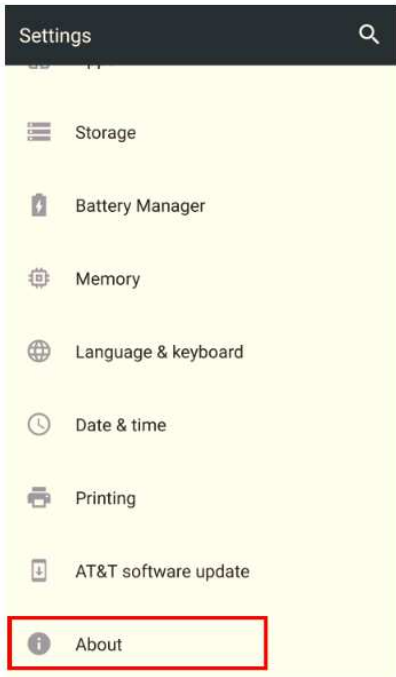 Settings
Storage
Battery Manager
Memory
Language & keyboard
Date & time
Printing
AT&T software update
About